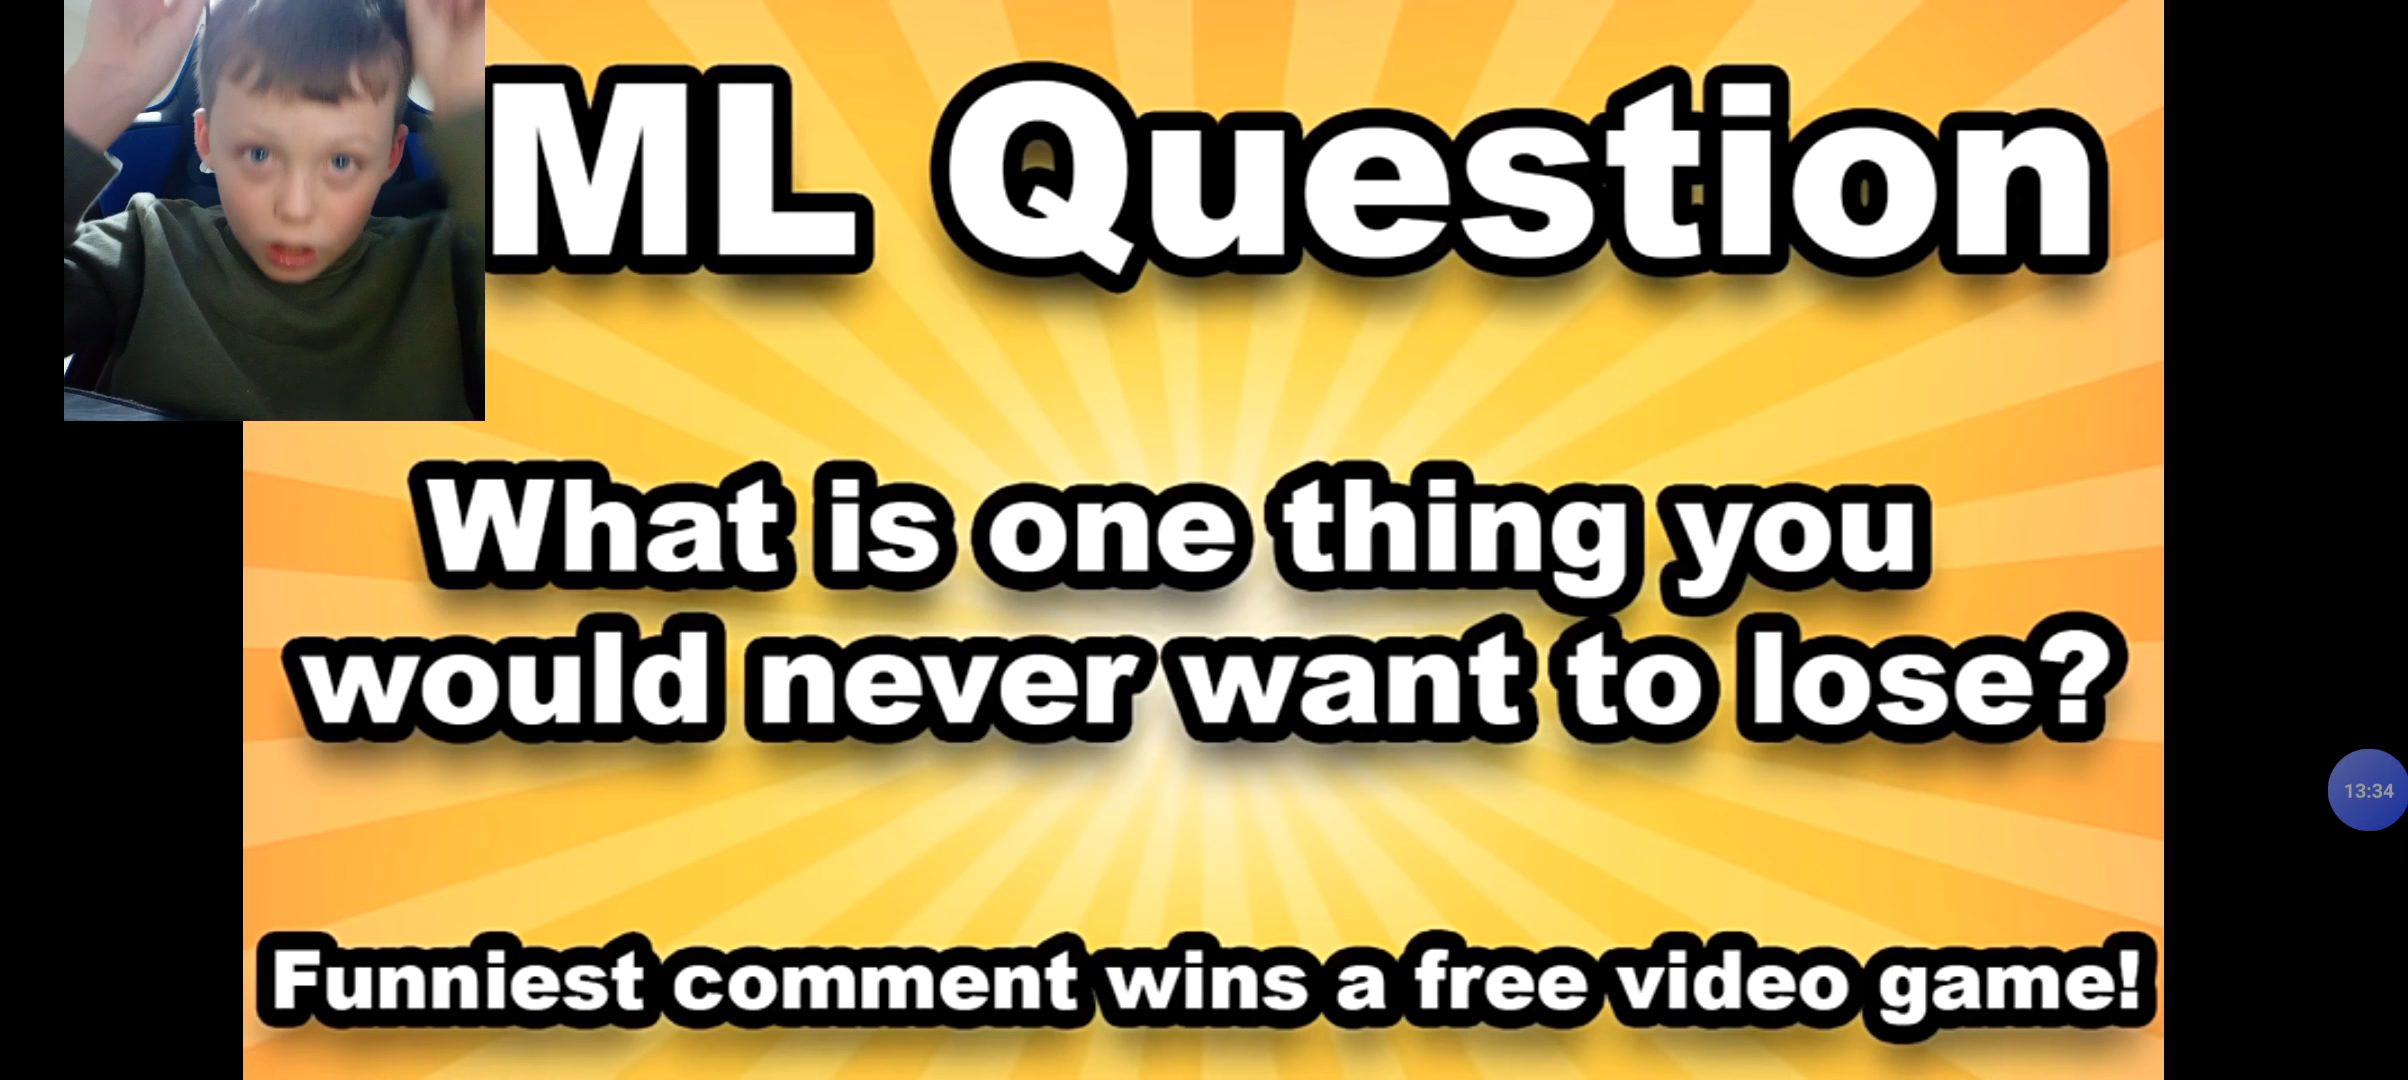 ML Question
What is one thing you
would never want to lose?
Funniest comment wins a free video game!
13:34